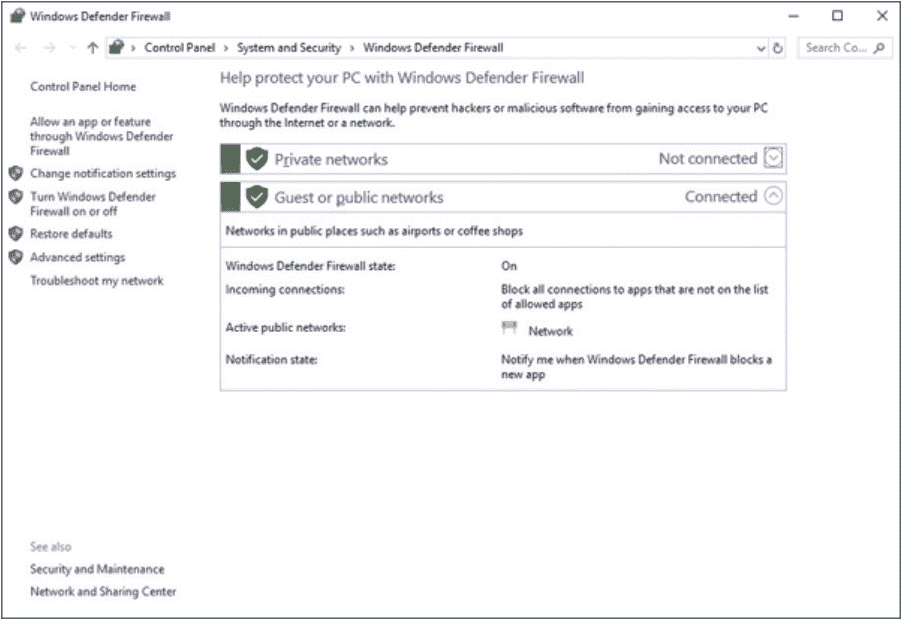 Windows Defender Firewall
Control Panel › System and Security › Windows Defender Firewall
Search Co...
Control Panel Home
Allow an app or feature
through Windows Defender
Firewall
Change notification settings
Turn Windows Defender
Firewall on or off
Restore defaults
Advanced settings
Troubleshoot my network
Help protect your PC with Windows Defender Firewall
Windows Defender Firewall can help prevent hackers or malicious software from gaining access to your PC
through the Internet or a network.
Private networks Not connected
Guest or public networks Connected
Networks in public places such as airports or coffee shops
Windows Defender Firewall state: On
Incoming connections: Block all connections to apps that are not on the list
of allowed apps
Active public networks: Network
Notification state: Notify me when Windows Defender Firewall blocks a
new app
See also
Security and Maintenance
Network and Sharing Center